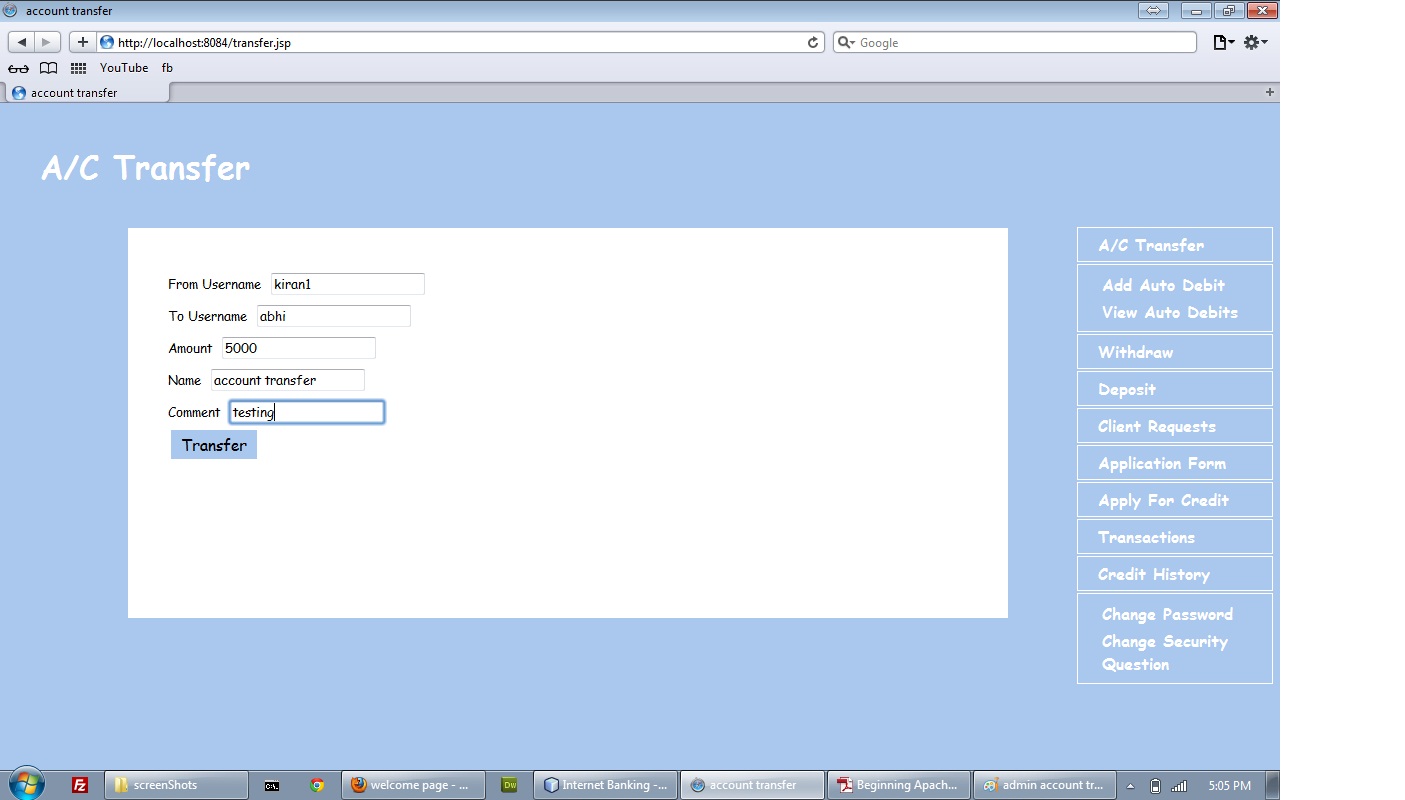 account transfer
http://localhost:8084/transfer.jsp
Google
YouTube fb
account transfer
A/C Transfer
From Username kiran1
To Username abhi
Amount 5000
Name account transfer
Comment testing
Transfer
A/C Transfer
Add Auto Debit
View Auto Debits
Withdraw
Deposit
Client Requests
Application Form
Apply For Credit
Transactions
Credit History
Change Password
Change Security
Question
screenShots
welcome page - ...
Dw
Internet Banking -...
account transfer
Beginning Apach...
admin account tr...
5:05 PM